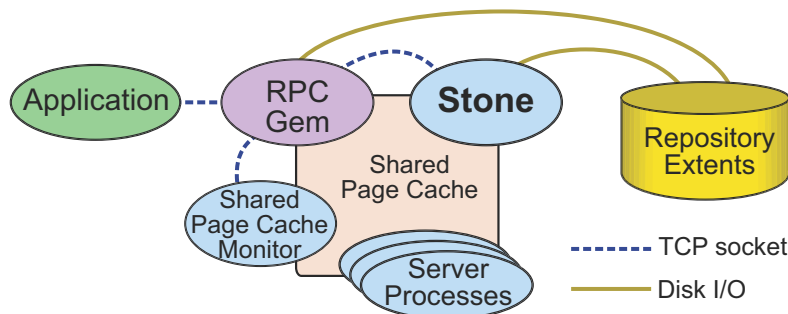 Application
RPC
Gem
Stone
Repository
Extents
Shared
Page Cache
Shared
Page Cache
Monitor
Server
Processes
TCP socket
Disk I/O